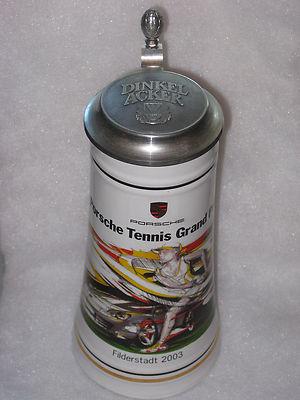 DINKEL
ACKER
PORSCHE
Porsche Tennis Grand
Filderstadt 2003